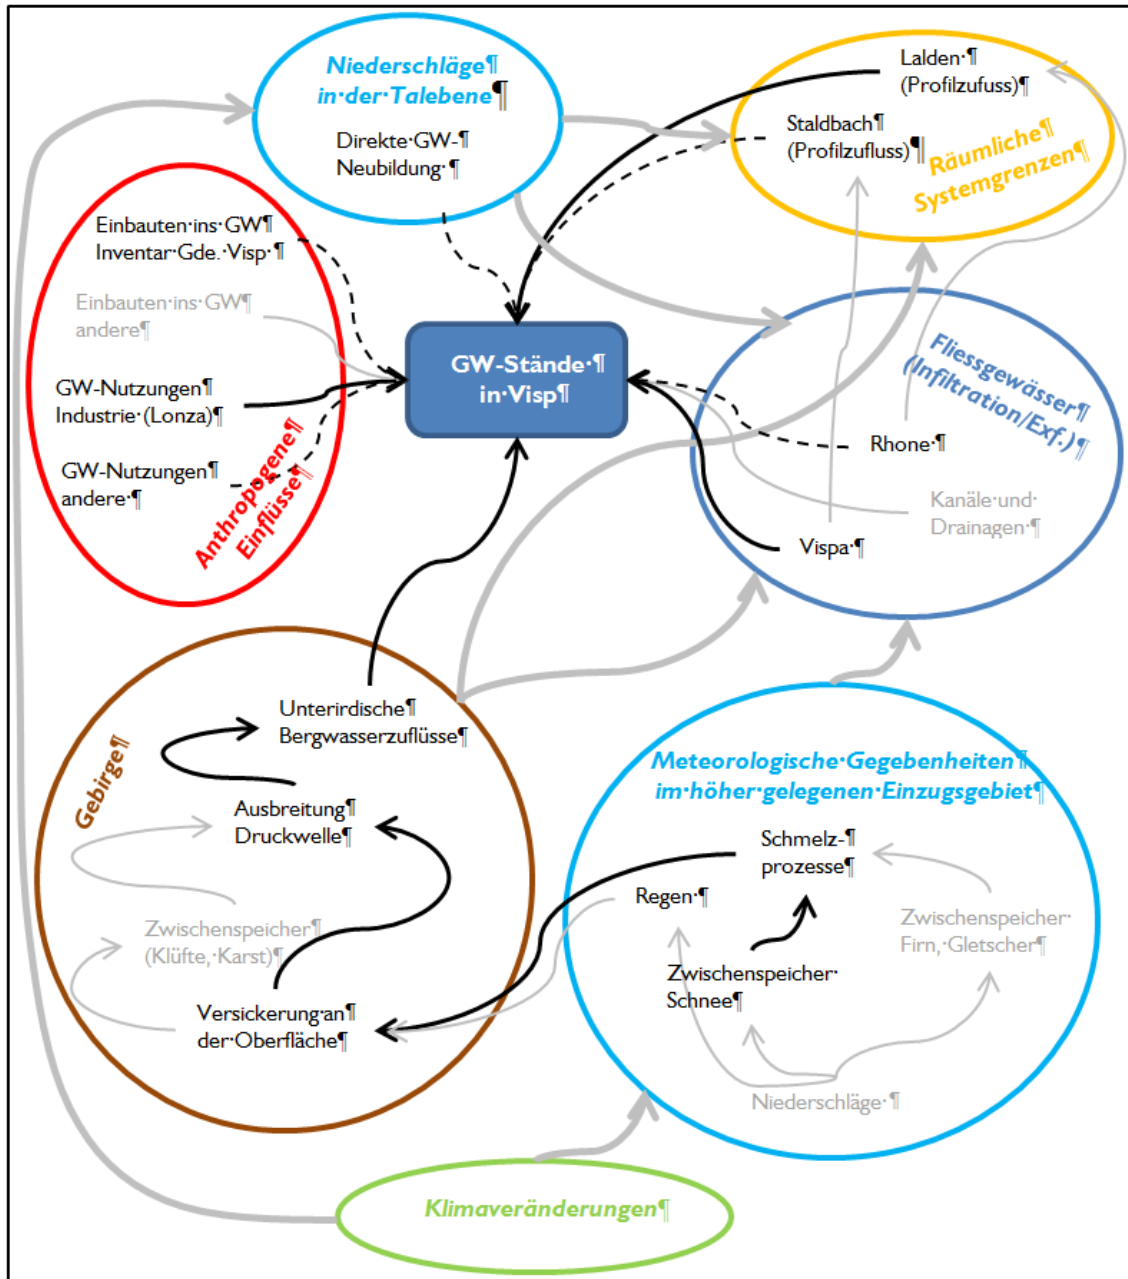 Niederschläge¶
in·der·Talebene¶
Direkte·GW-¶
Neubildung·¶
Lalden·¶
(Profilzufuss)¶
Staldbach¶
(Profilzufluss)¶
Räumliche¶
Systemgrenzen¶
Einbauten·ins·GW¶
Inventar·Gde.·Visp·¶
Einbauten·ins·GW¶
andere¶
GW-Nutzungen¶
Industrie·(Lonza)¶
GW-Nutzungen¶
andere·¶
Anthropogene¶
Einflüsse¶
GW-Stände·¶
in·Visp¶
Fliessgewässer¶
(Infiltration/Exf.)¶
Rhone·¶
Kanäle·und·
Drainagen·¶
Vispa·¶
Gebirge¶
Unterirdische¶
Bergwasserzuflüsse¶
Ausbreitung¶
Druckwelle¶
Zwischenspeicher¶
(Klüfte,·Karst)¶
Versickerung·an¶
der·Oberfläche¶
Meteorologische·Gegebenheiten¶
im·höher·gelegenen·Einzugsgebiet¶
Schmelz-¶
prozesse¶
Regen·¶
Zwischenspeicher·
Firn,·Gletscher¶
Zwischenspeicher·
Schnee¶
Niederschläge·¶
Klimaveränderungen¶